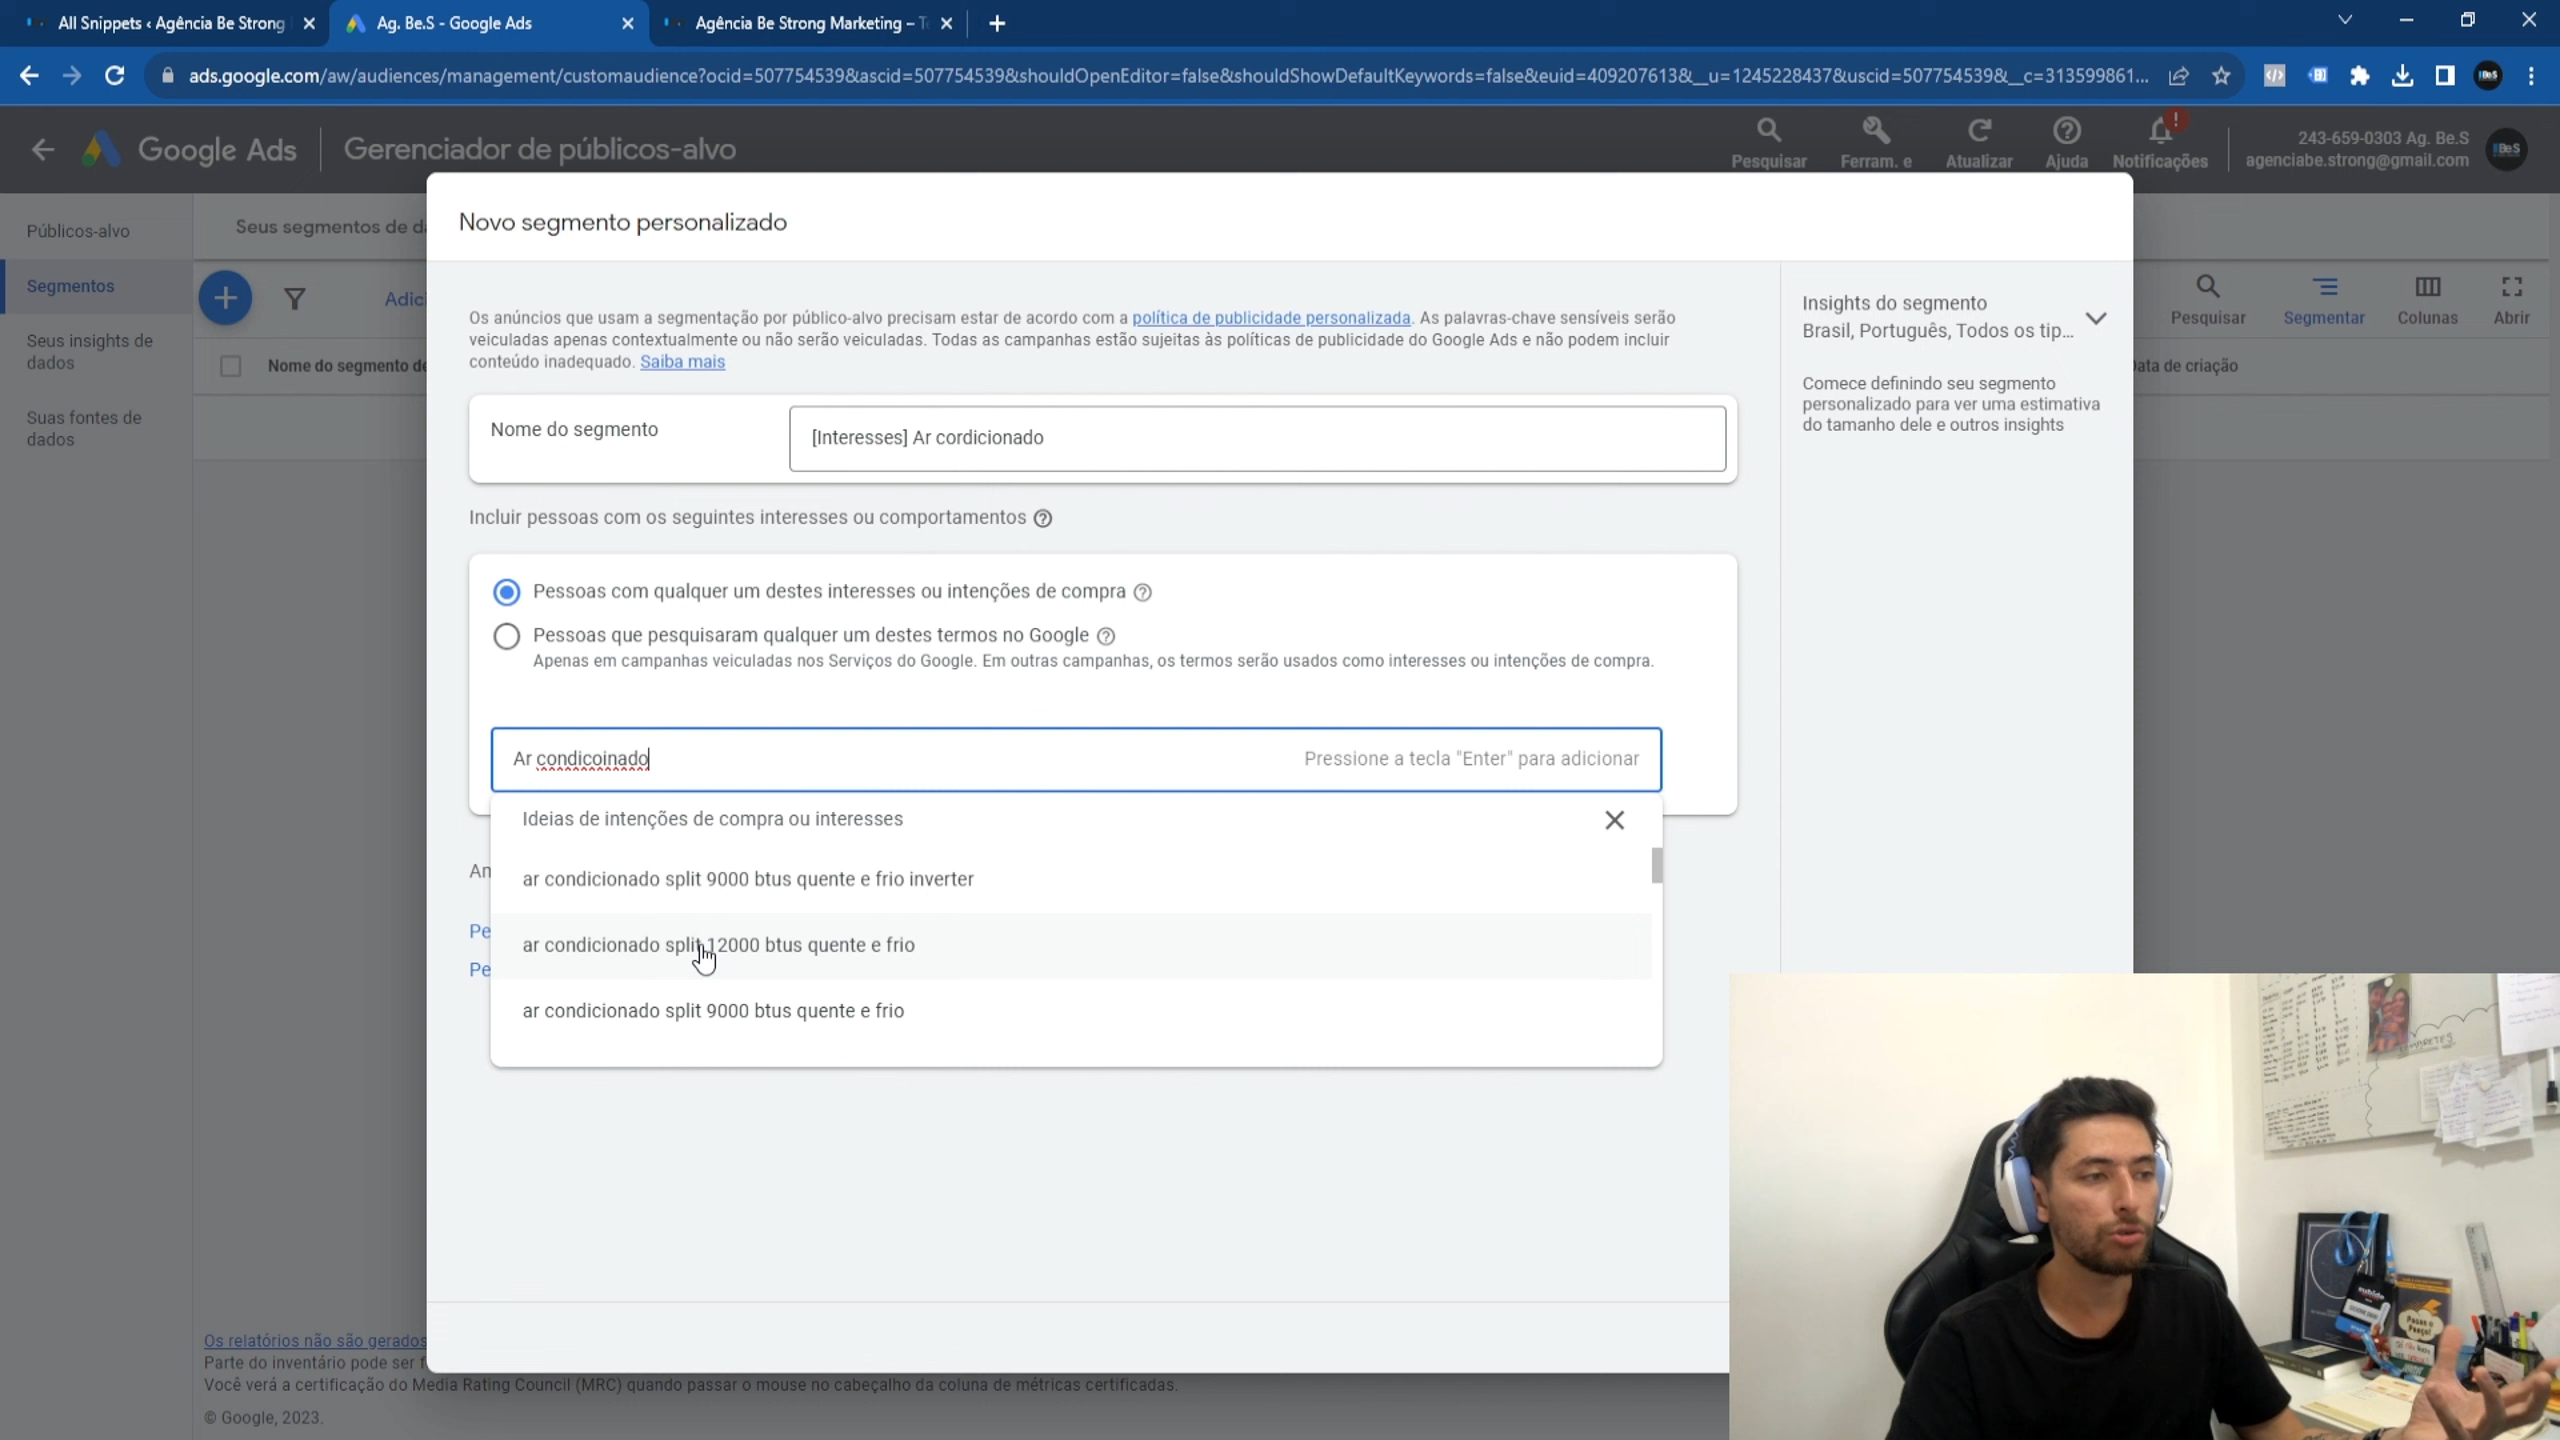 All Snippets ‹ Agência Be Strong
Ag. Be.S - Google Ads
Agência Be Strong Marketing –
ads.google.com/aw/audiences/management/customaudience?ocid=507754539&ascid=507754539&shouldOpenEditor=false&shouldShowDefaultKeywords=false&euid=409207613&__u=1245228437&uscid=507754539&__c=313599861...
Google Ads
Gerenciador de públicos-alvo
Pesquisar
Ferram. e
Atualizar
Ajuda
Notificações
243-659-0303 Ag. Be.S
agenciabe.strong@gmail.com
Be.S
Públicos-alvo
Segmentos
Seus insights de
dados
Suas fontes de
dados
Seus segmentos de d
Adici
Nome do segmento de
Pesquisar
Segmentar
Colunas
Abrir
Data de criação
Novo segmento personalizado
Os anúncios que usam a segmentação por público-alvo precisam estar de acordo com a política de publicidade personalizada. As palavras-chave sensíveis serão
veiculadas apenas contextualmente ou não serão veiculadas. Todas as campanhas estão sujeitas às políticas de publicidade do Google Ads e não podem incluir
conteúdo inadequado. Saiba mais
Nome do segmento
[Interesses] Ar cordicionado
Incluir pessoas com os seguintes interesses ou comportamentos
Pessoas com qualquer um destes interesses ou intenções de compra
Pessoas que pesquisaram qualquer um destes termos no Google
Apenas em campanhas veiculadas nos Serviços do Google. Em outras campanhas, os termos serão usados como interesses ou intenções de compra.
Ar condicoinado
Pressione a tecla "Enter" para adicionar
Ideias de intenções de compra ou interesses
ar condicionado split 9000 btus quente e frio inverter
ar condicionado split 12000 btus quente e frio
ar condicionado split 9000 btus quente e frio
An
Pe
Pe
Insights do segmento
Brasil, Português, Todos os tip...
Comece definindo seu segmento
personalizado para ver uma estimativa
do tamanho dele e outros insights
Os relatórios não são gerados
Parte do inventário pode ser f
Você verá a certificação do Media Rating Council (MRC) quando passar o mouse no cabeçalho da coluna de métricas certificadas.
© Google, 2023.